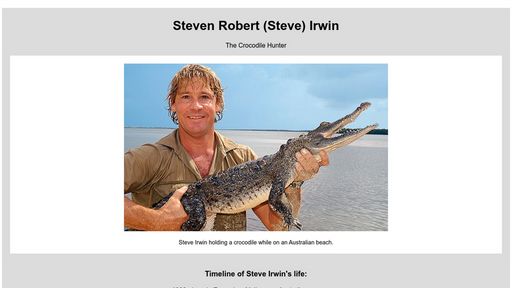 Steven Robert (Steve) Irwin
The Crocodile Hunter
Steve Irwin holding a crocodile while on an Australian beach.
Timeline of Steve Irwin's life: